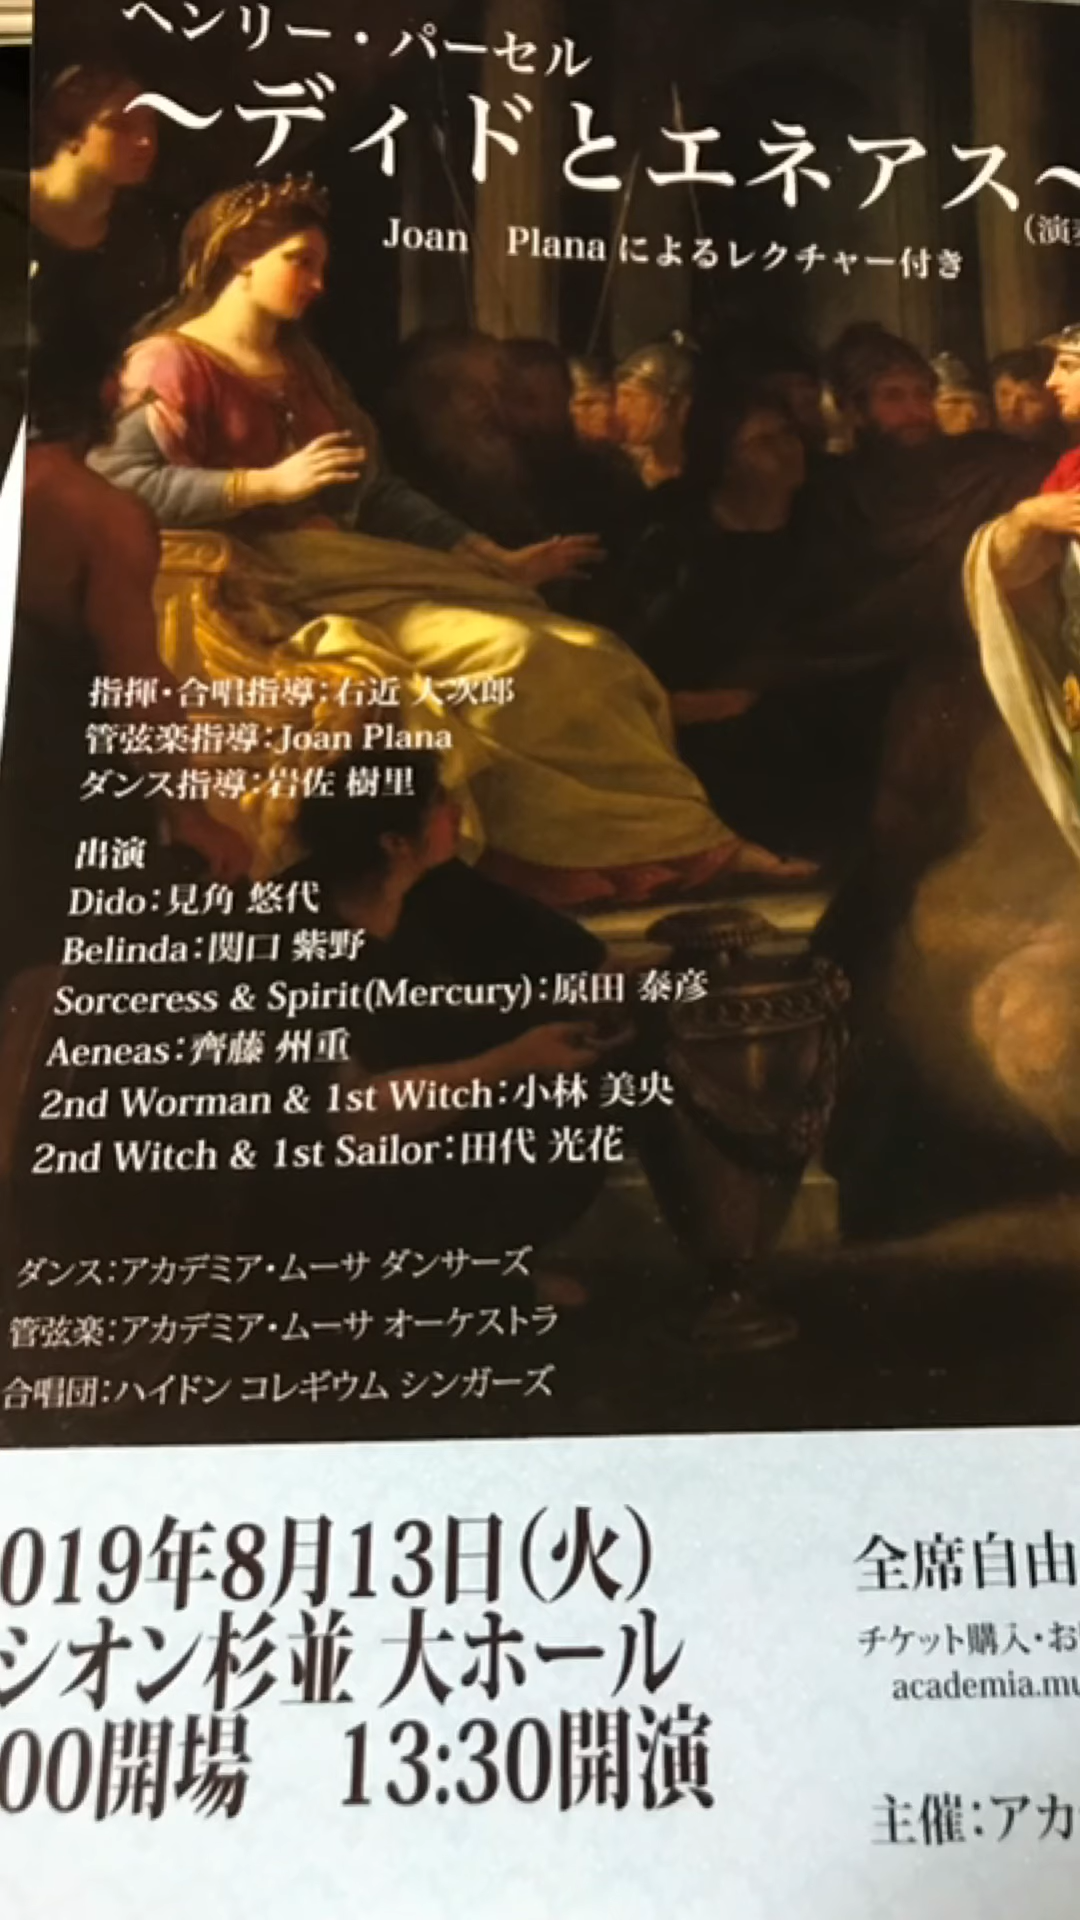 ヘンリー・パーセル
〜ディドとエネアス〜
(演奏
Joan Planaによるレクチャー付き
指揮・合唱指導:右近 大次郎
管弦楽指導:Joan Plana
ダンス指導:岩佐 樹里
出演
Dido:見角 悠代
Belinda:関口 紫野
Sorceress & Spirit(Mercury):原田 泰彦
Aeneas:齊藤 州重
2nd Worman & 1st Witch:小林 美央
2nd Witch & 1st Sailor:田代 光花
ダンス:アカデミア・ムーサ ダンサーズ
管弦楽:アカデミア・ムーサ オーケストラ
合唱団:ハイドン コレギウム シンガーズ
019年8月13日(火)
シオン杉並 大ホール
00開場 13:30開演
全席自由
チケット購入・お
academia.mu
主催:アカ